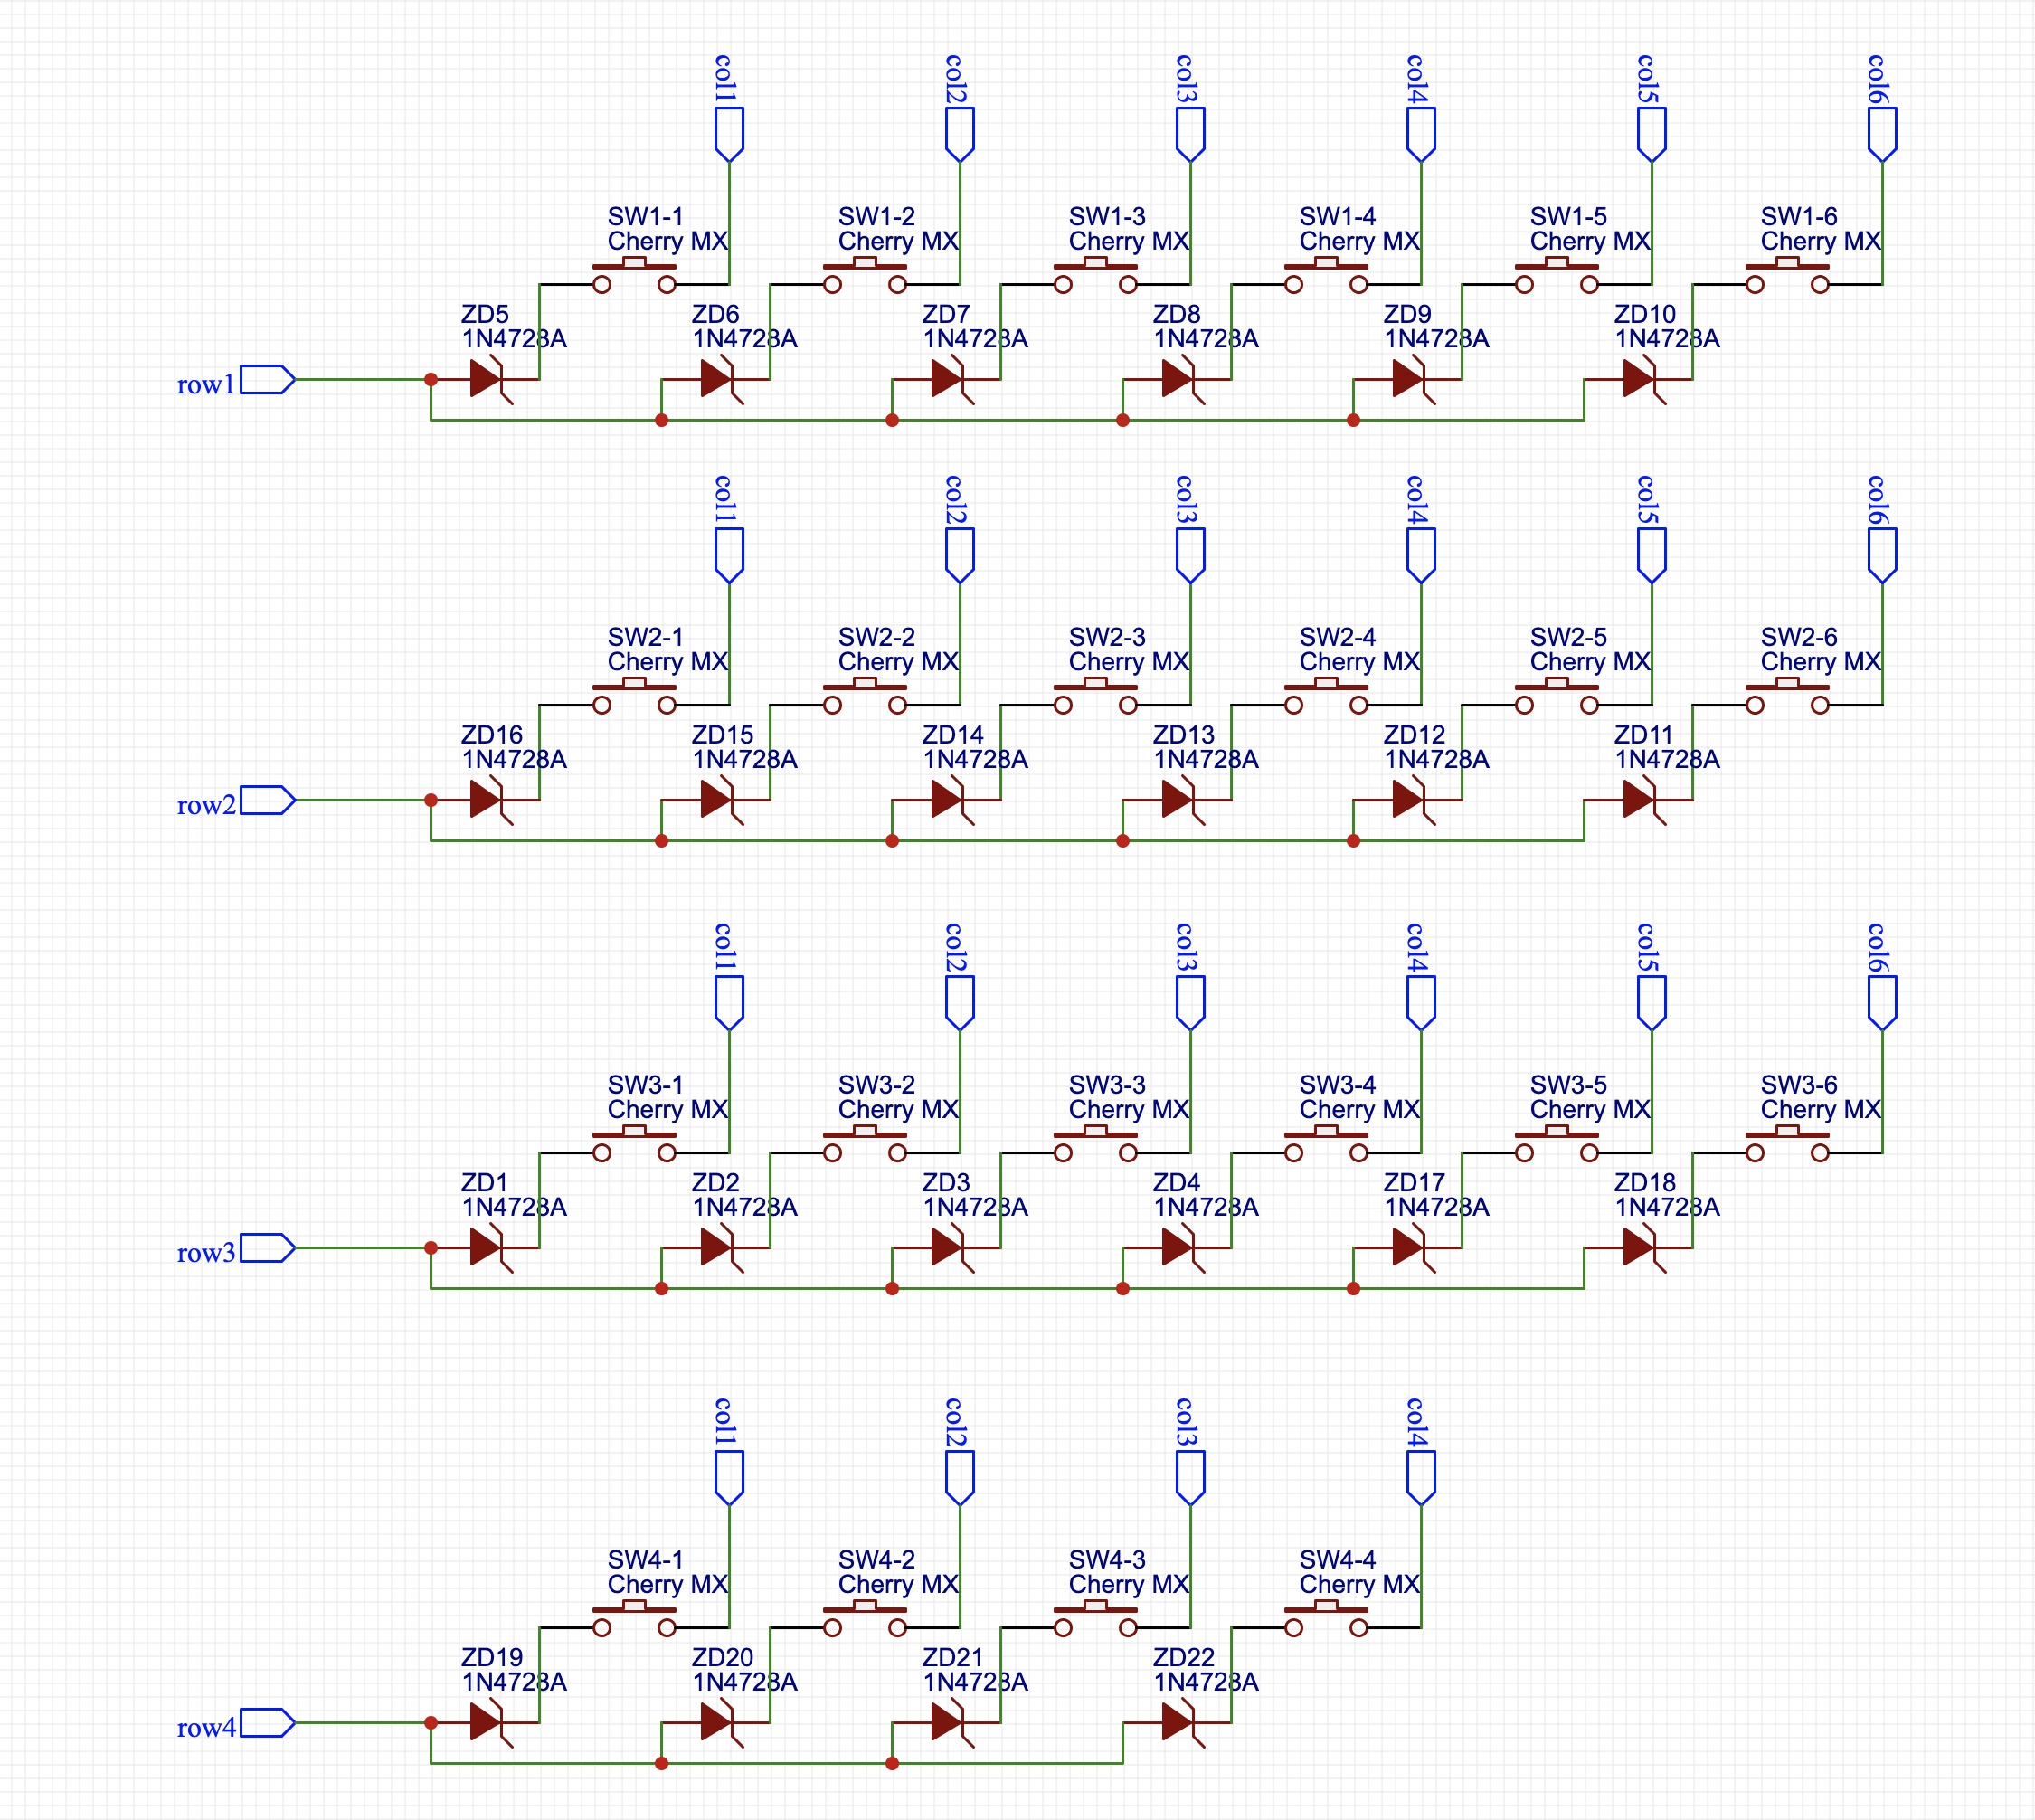 col1
col2
col3
col4
col5
col6
SW1-1
Cherry MX
SW1-2
Cherry MX
SW1-3
Cherry MX
SW1-4
Cherry MX
SW1-5
Cherry MX
SW1-6
Cherry MX
ZD5
1N4728A
ZD6
1N4728A
ZD7
1N4728A
ZD8
1N4728A
ZD9
1N4728A
ZD10
1N4728A
row1
col1
col2
col3
col4
col5
col6
SW2-1
Cherry MX
SW2-2
Cherry MX
SW2-3
Cherry MX
SW2-4
Cherry MX
SW2-5
Cherry MX
SW2-6
Cherry MX
ZD16
1N4728A
ZD15
1N4728A
ZD14
1N4728A
ZD13
1N4728A
ZD12
1N4728A
ZD11
1N4728A
row2
col1
col2
col3
col4
col5
col6
SW3-1
Cherry MX
SW3-2
Cherry MX
SW3-3
Cherry MX
SW3-4
Cherry MX
SW3-5
Cherry MX
SW3-6
Cherry MX
ZD1
1N4728A
ZD2
1N4728A
ZD3
1N4728A
ZD4
1N4728A
ZD17
1N4728A
ZD18
1N4728A
row3
col1
col2
col3
col4
SW4-1
Cherry MX
SW4-2
Cherry MX
SW4-3
Cherry MX
SW4-4
Cherry MX
ZD19
1N4728A
ZD20
1N4728A
ZD21
1N4728A
ZD22
1N4728A
row4